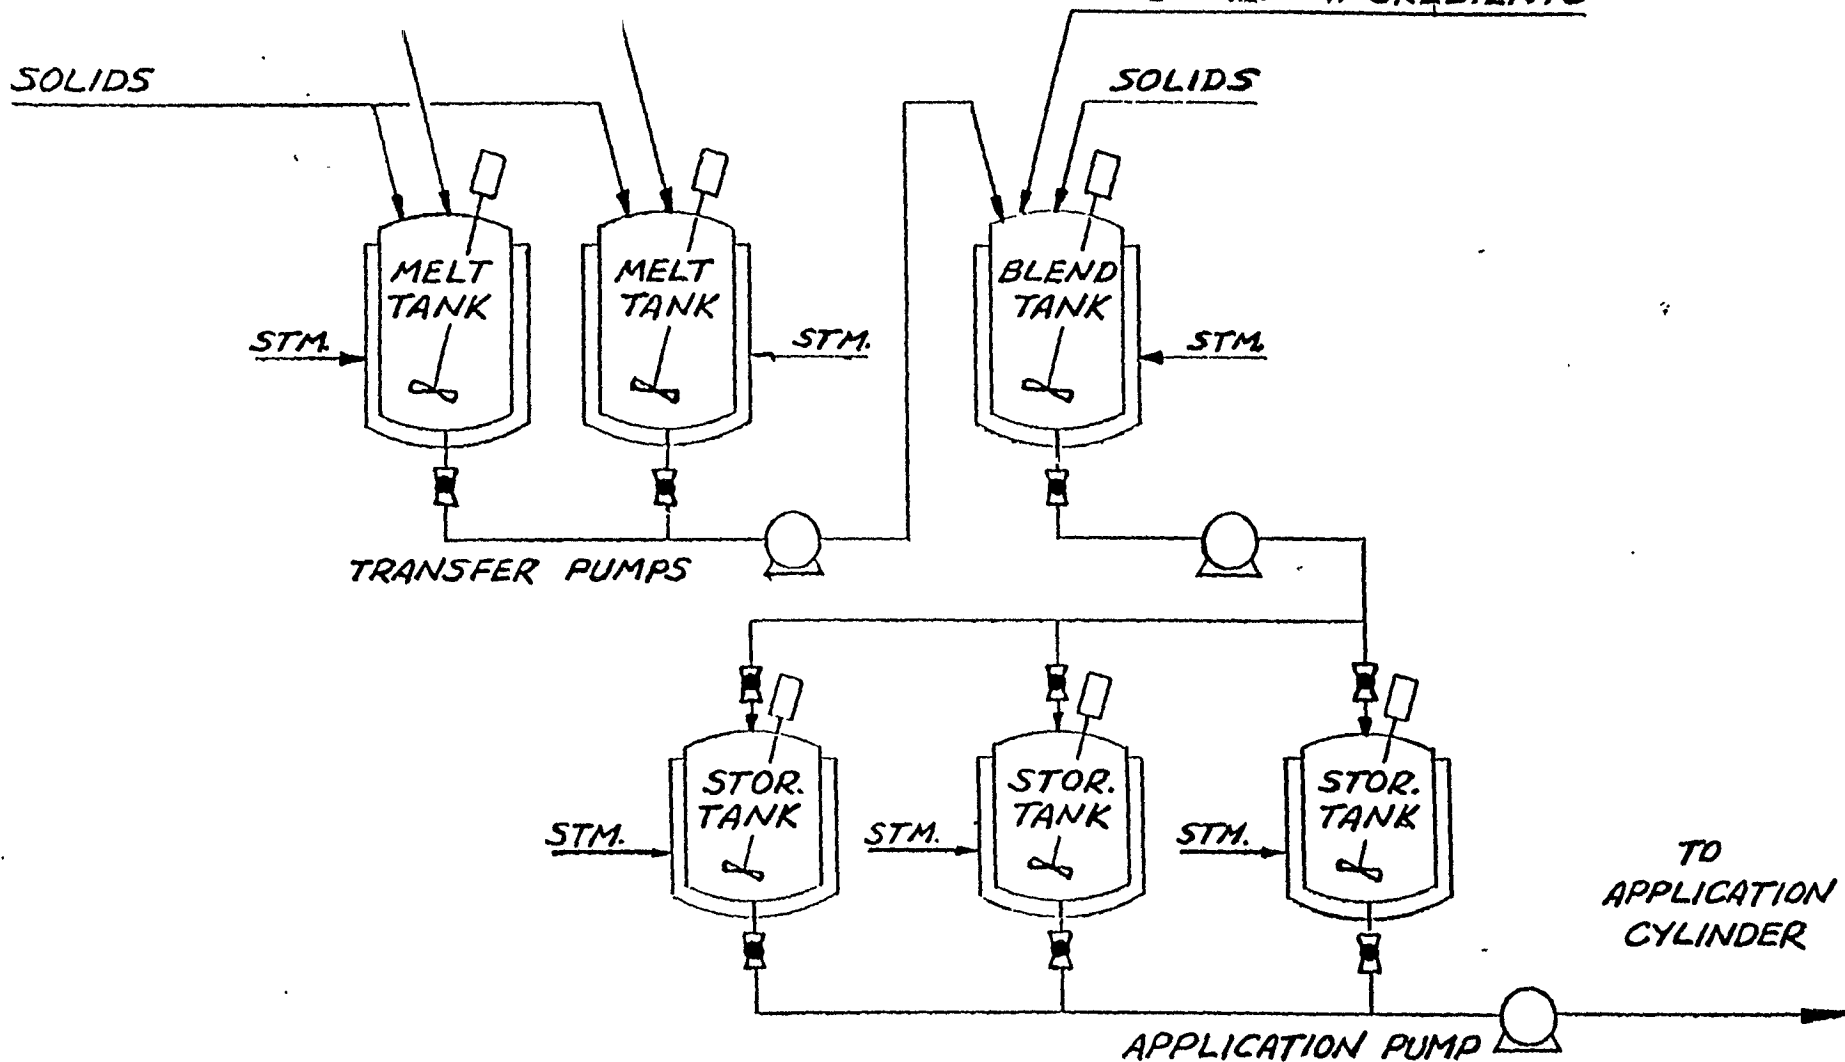 SOLIDS
SOLIDS
MELT
TANK
MELT
TANK
BLEND
TANK
STM.
STM.
STM.
TRANSFER PUMPS
STOR.
TANK
STOR.
TANK
STOR.
TANK
STM.
STM.
STM.
TO
APPLICATION
CYLINDER
APPLICATION PUMP